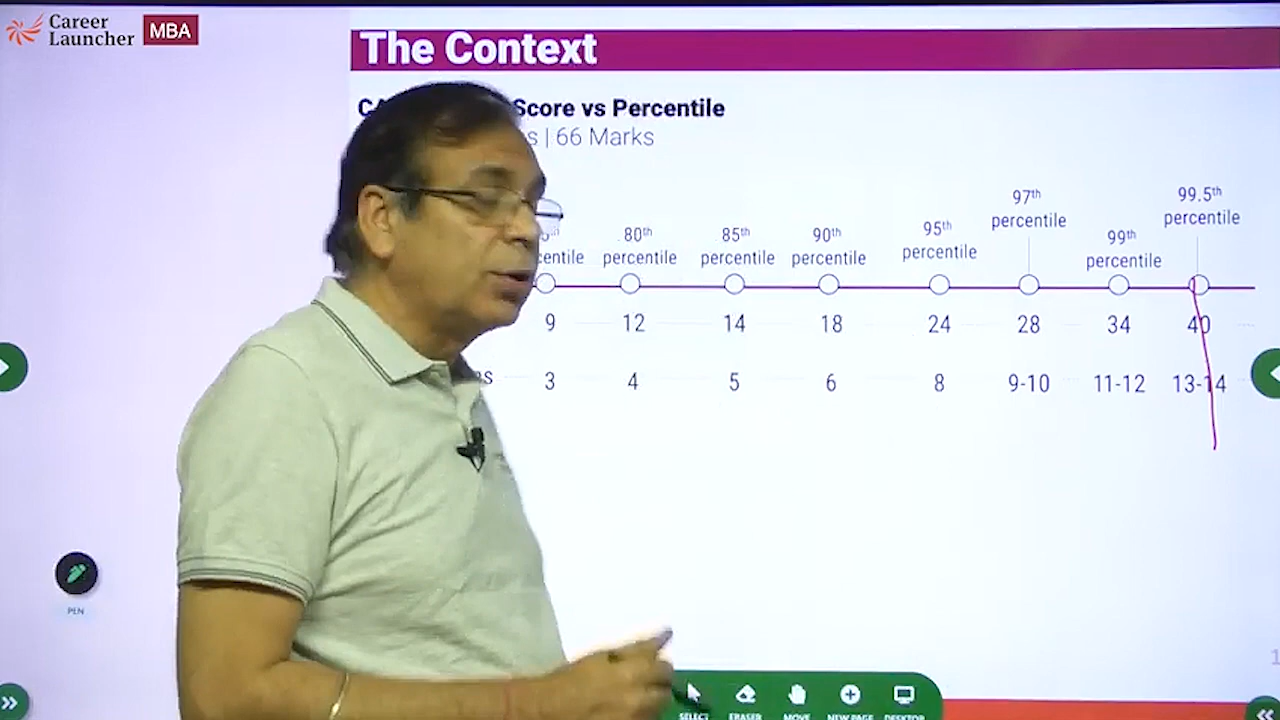 Career
Launcher
MBA
The Context
Score vs Percentile
| 66 Marks
80th percentile
85th percentile
90th percentile
95th percentile
97th percentile
99th percentile
99.5th percentile
9 12 14 18 24 28 34 40
3 4 5 6 8 9-10 11-12 13-14
PEN
SELECT ERASER MOVE NEW PAGE DESKTOP